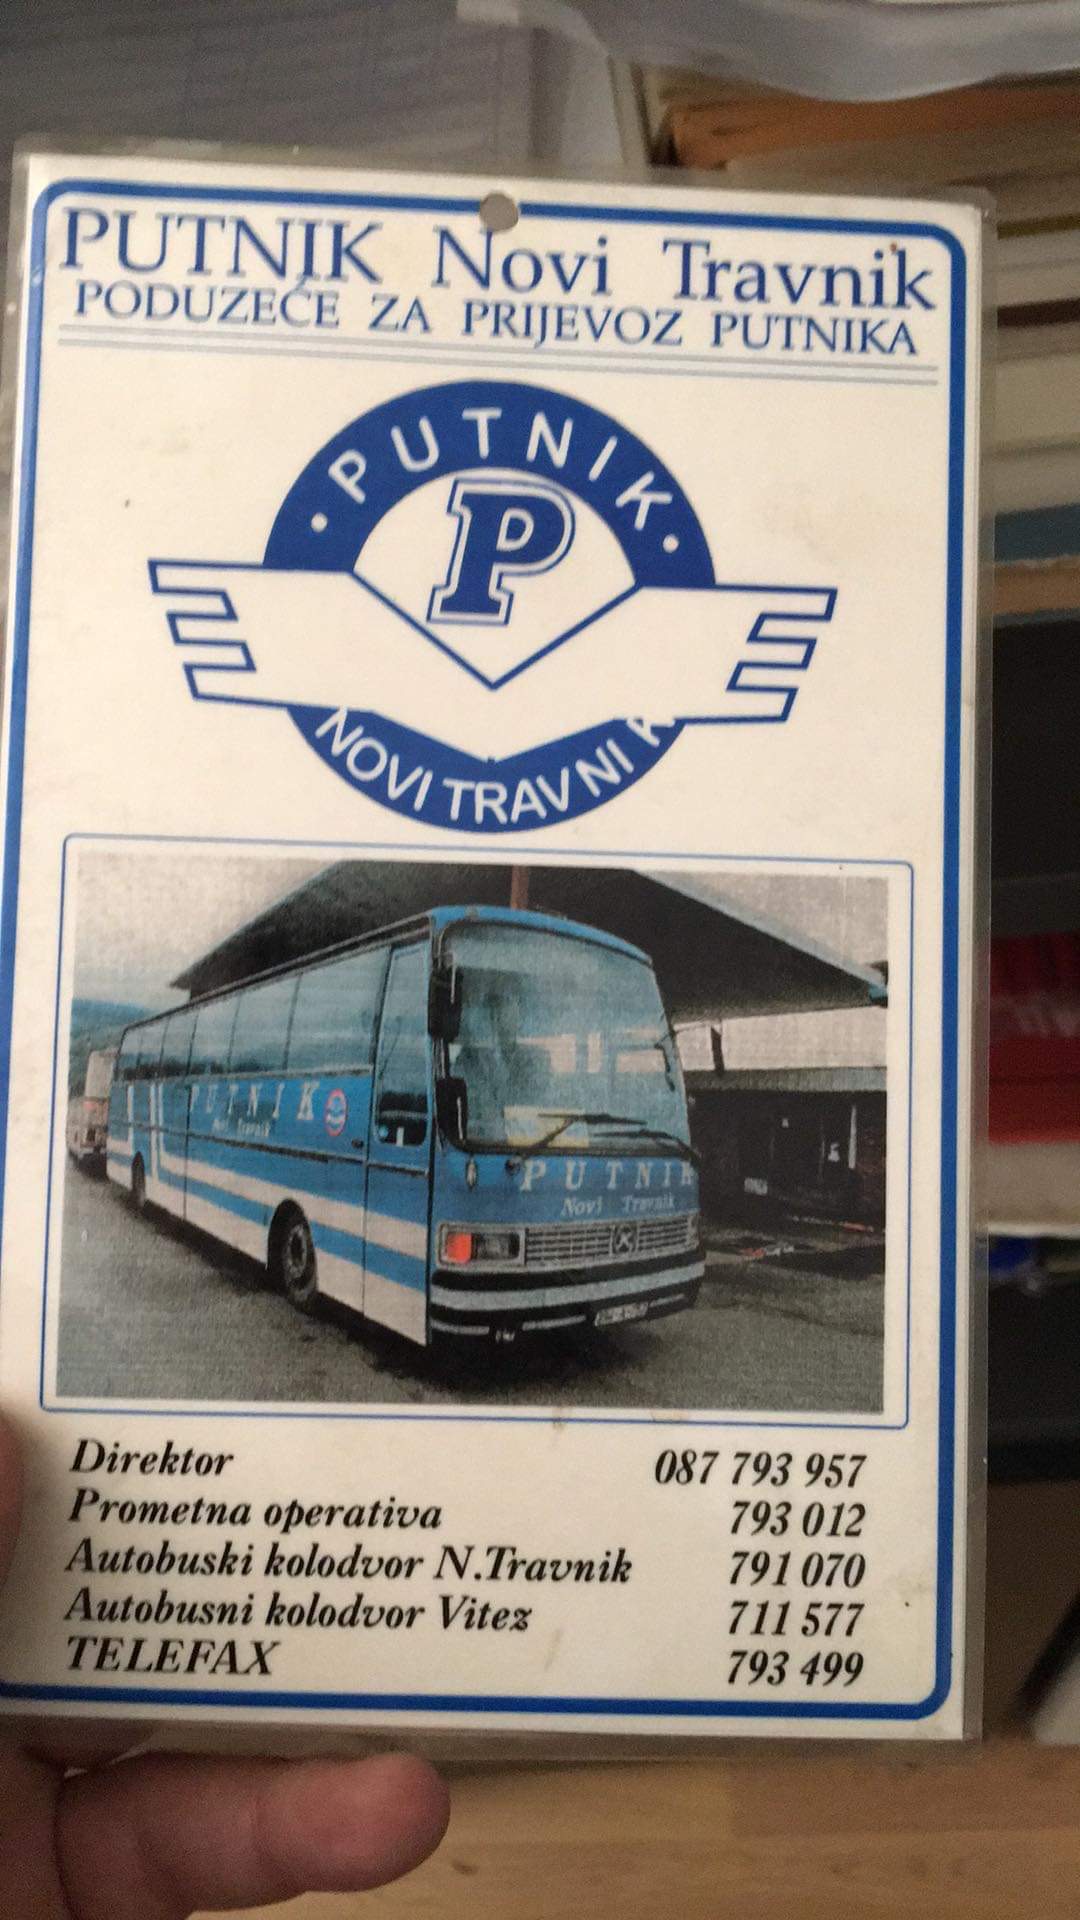 PUTNIK Novi Travnik
PODUZEĆE ZA PRIJEVOZ PUTNIKA
· PUTNIK ·
P
NOVI TRAVNIK
PUTNIK
Novi Travnik
PUTNIK
Novi Travnik
K
Direktor 087 793 957
Prometna operativa 793 012
Autobuski kolodvor N.Travnik 791 070
Autobusni kolodvor Vitez 711 577
TELEFAX 793 499